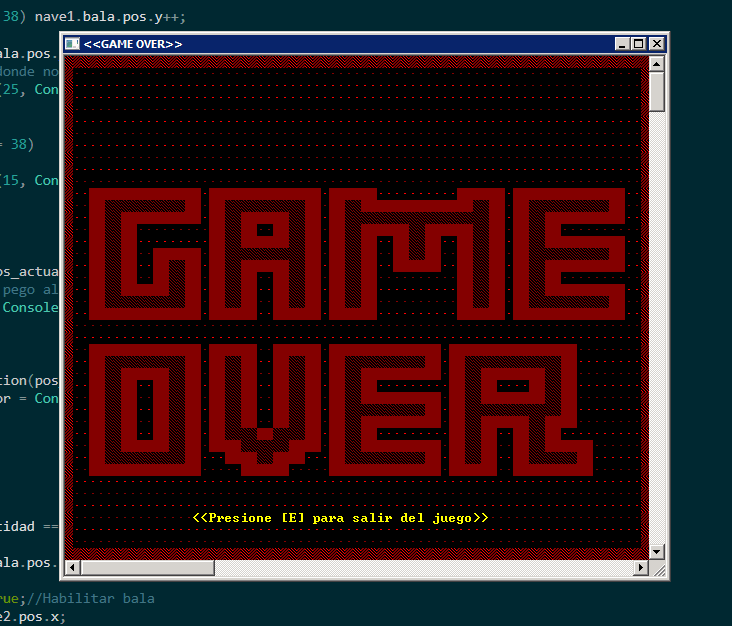 38) nave1.bala.pos.y++;
<<GAME OVER>>
ala.pos.
donde no
(25, Con
= 38)
(15, Con
os_actua
pego al
Console
GAME
OVER
tion(pos
or = Con
<<Presione [E] para salir del juego>>
tidad ==
ala.pos.
rue;//Habilitar bala
e2.pos.x;